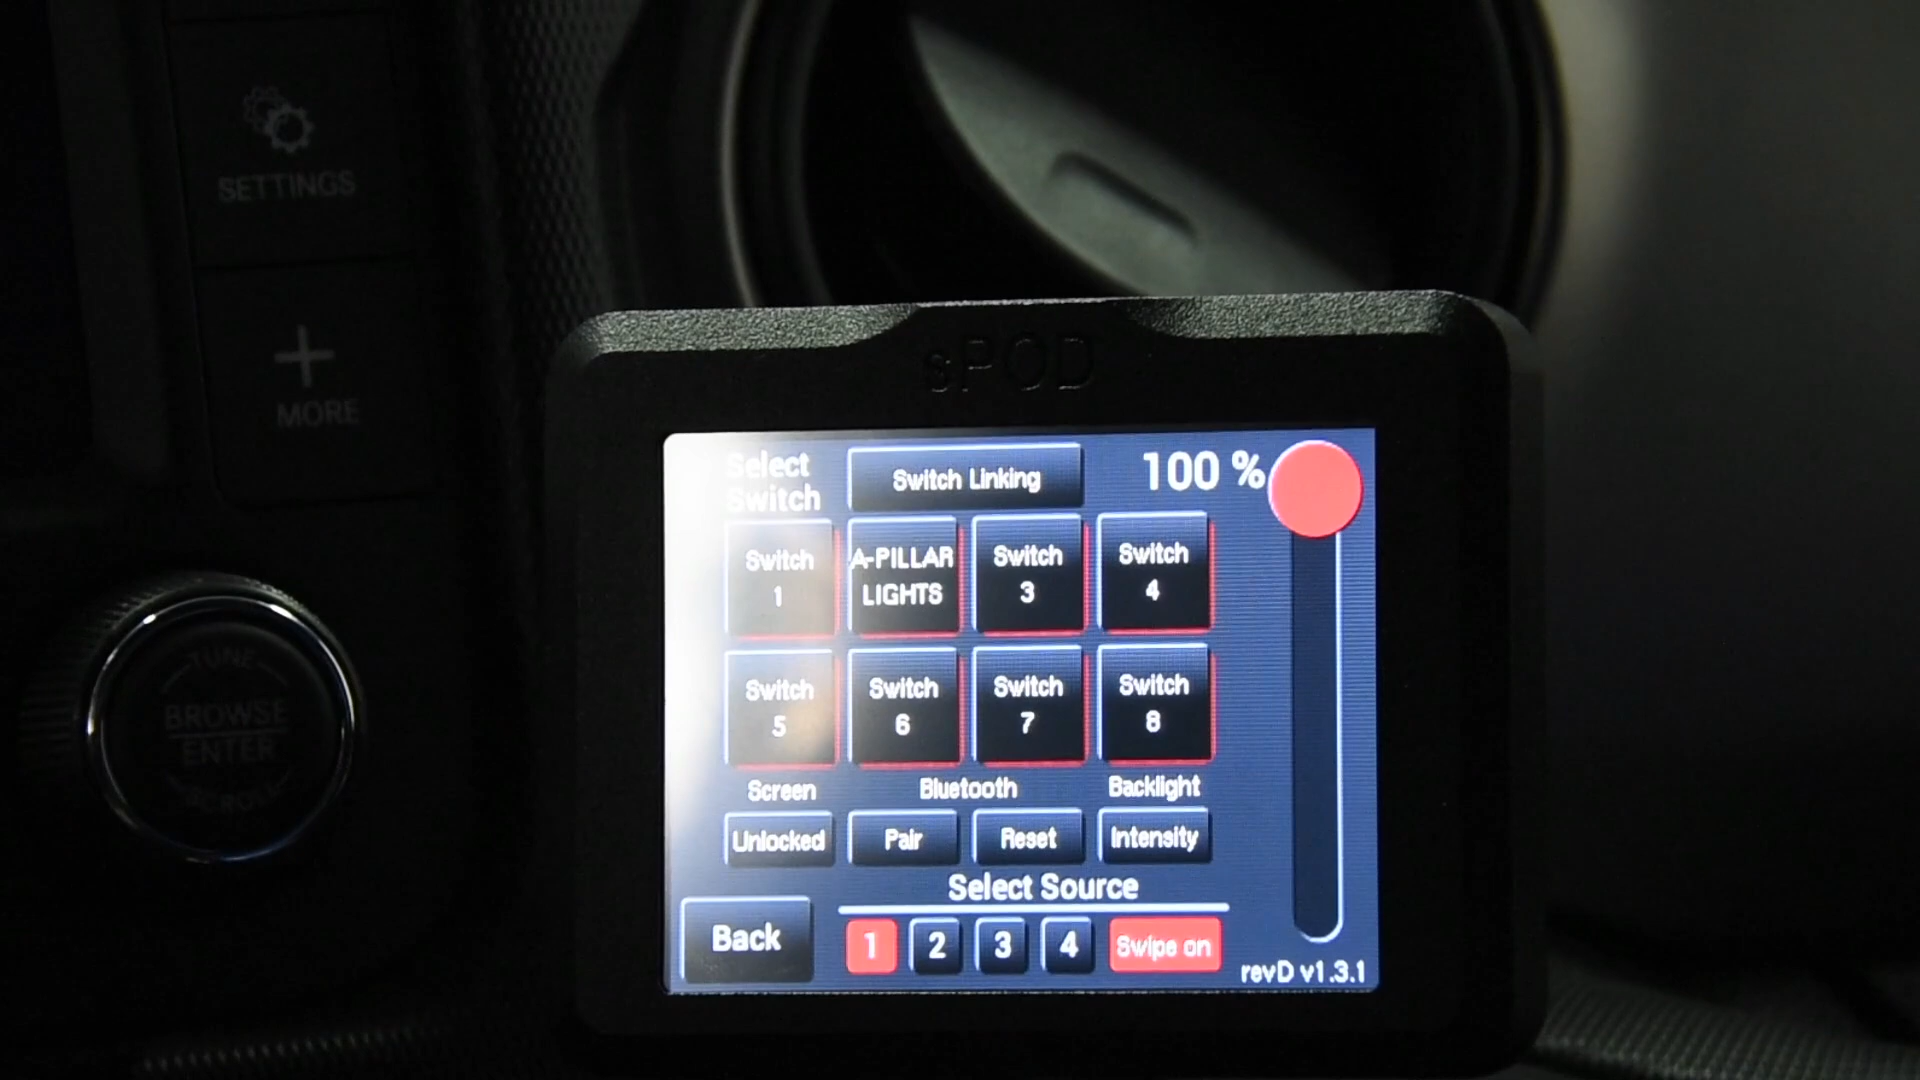 SETTINGS
MORE
TUNE
BROWSE
ENTER
sPOD
Select
Switch
Switch Linking
100 %
Switch
1
A-PILLAR
LIGHTS
Switch
3
Switch
4
Switch
5
Switch
6
Switch
7
Switch
8
Screen
Bluetooth
Backlight
Unlocked
Pair
Reset
Intensity
Select Source
Back
1
2
3
4
Swipe on
revD v1.3.1